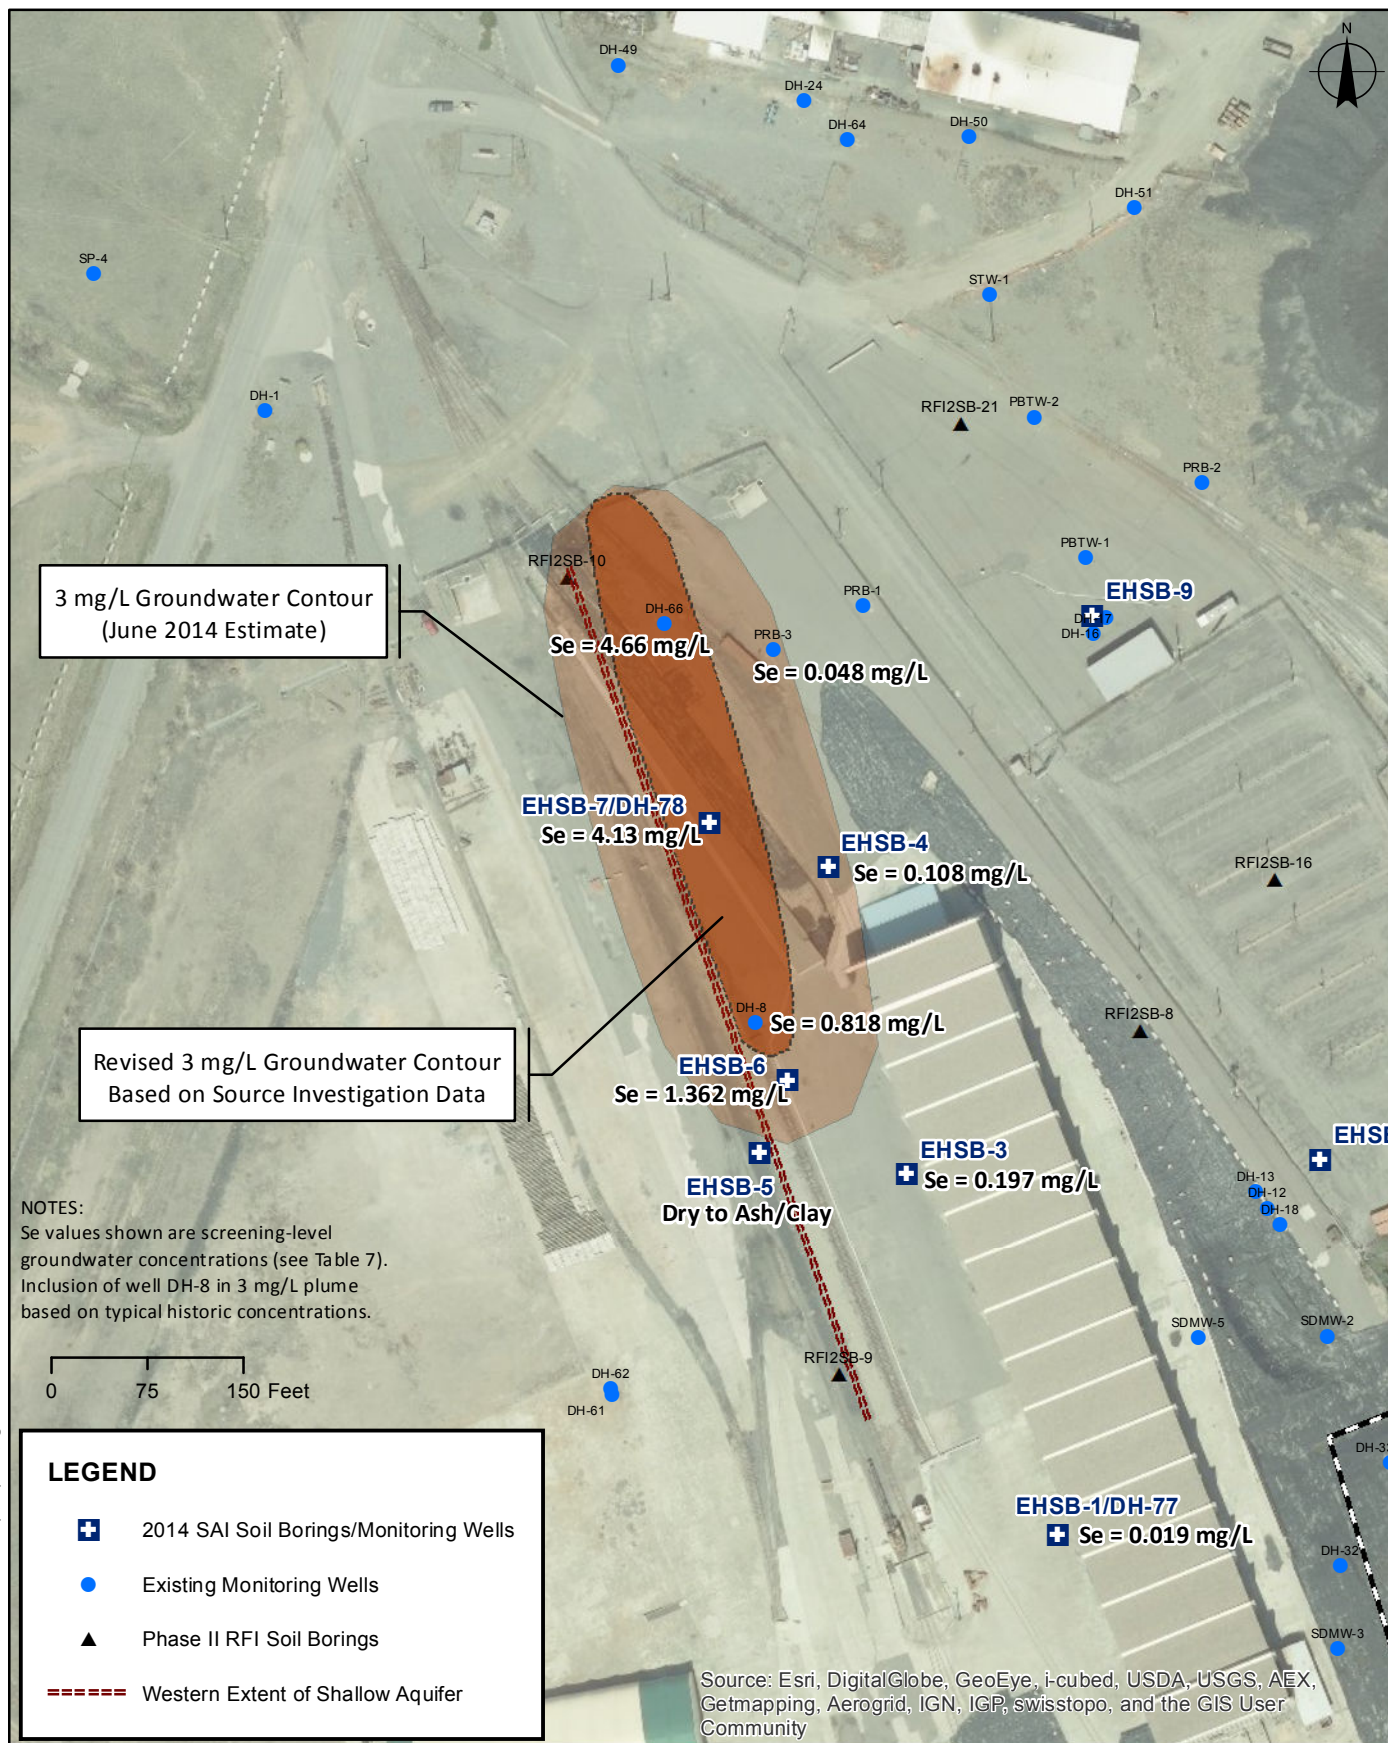 N
DH-49
DH-24
DH-64
DH-50
DH-51
SP-4
STW-1
DH-1
RFI2SB-21
PBTW-2
PRB-2
PBTW-1
RFI2SB-10
3 mg/L Groundwater Contour
(June 2014 Estimate)
DH-66
Se = 4.66 mg/L
PRB-1
PRB-3
Se = 0.048 mg/L
EHSB-9
DH-17
DH-16
EHSB-7/DH-78
Se = 4.13 mg/L
EHSB-4
Se = 0.108 mg/L
RFI2SB-16
DH-8
Se = 0.818 mg/L
RFI2SB-8
Revised 3 mg/L Groundwater Contour
Based on Source Investigation Data
EHSB-6
Se = 1.362 mg/L
EHSB-3
Se = 0.197 mg/L
EHSB-5
Dry to Ash/Clay
DH-13
DH-12
DH-18
NOTES:
Se values shown are screening-level
groundwater concentrations (see Table 7).
Inclusion of well DH-8 in 3 mg/L plume
based on typical historic concentrations.
SDMW-5
SDMW-2
RFI2SB-9
0 75 150 Feet
DH-62
DH-61
EHSB-1/DH-77
Se = 0.019 mg/L
DH-32
SDMW-3
LEGEND
2014 SAI Soil Borings/Monitoring Wells
Existing Monitoring Wells
Phase II RFI Soil Borings
Western Extent of Shallow Aquifer
Source: Esri, DigitalGlobe, GeoEye, i-cubed, USDA, USGS, AEX,
Getmapping, Aerogrid, IGN, IGP, swisstopo, and the GIS User
Community